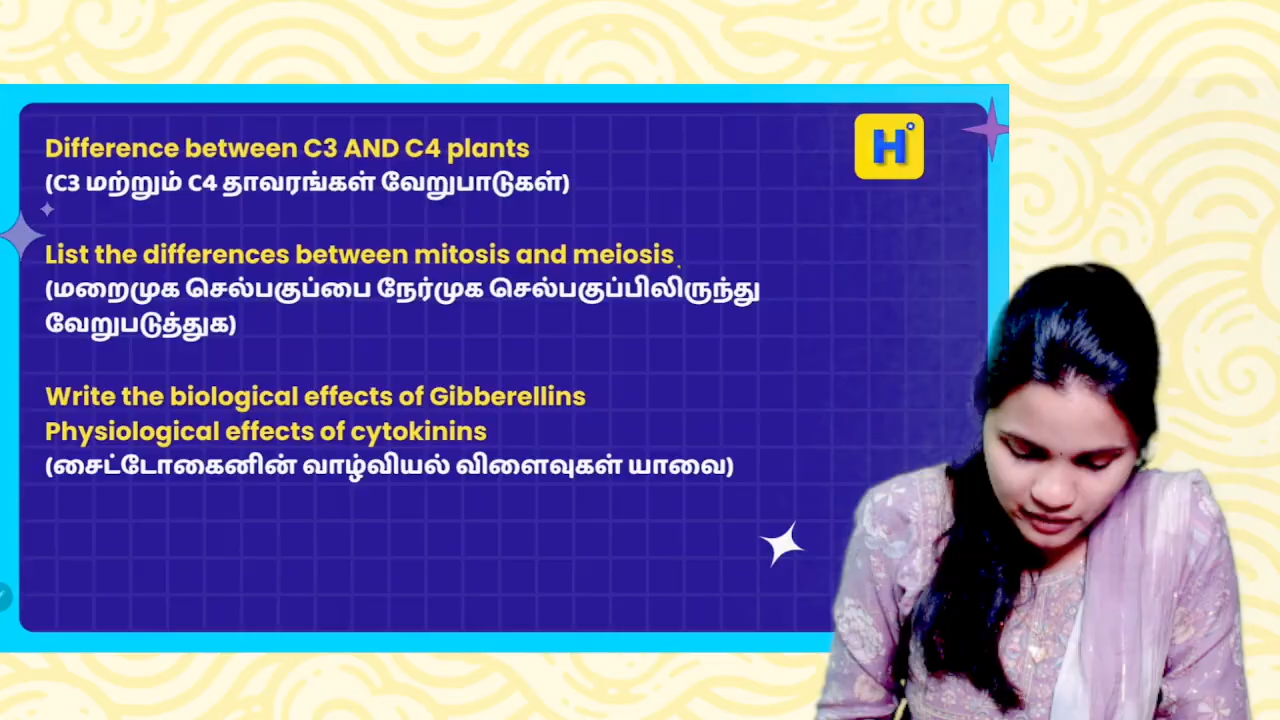 H
Difference between C3 AND C4 plants
(C3 மற்றும் C4 தாவரங்கள் வேறுபாடுகள்)
List the differences between mitosis and meiosis
(மறைமுக செல்பகுப்பை நேர்முக செல்பகுப்பிலிருந்து
வேறுபடுத்துக)
Write the biological effects of Gibberellins
Physiological effects of cytokinins
(சைட்டோகைனின் வாழ்வியல் விளைவுகள் யாவை)